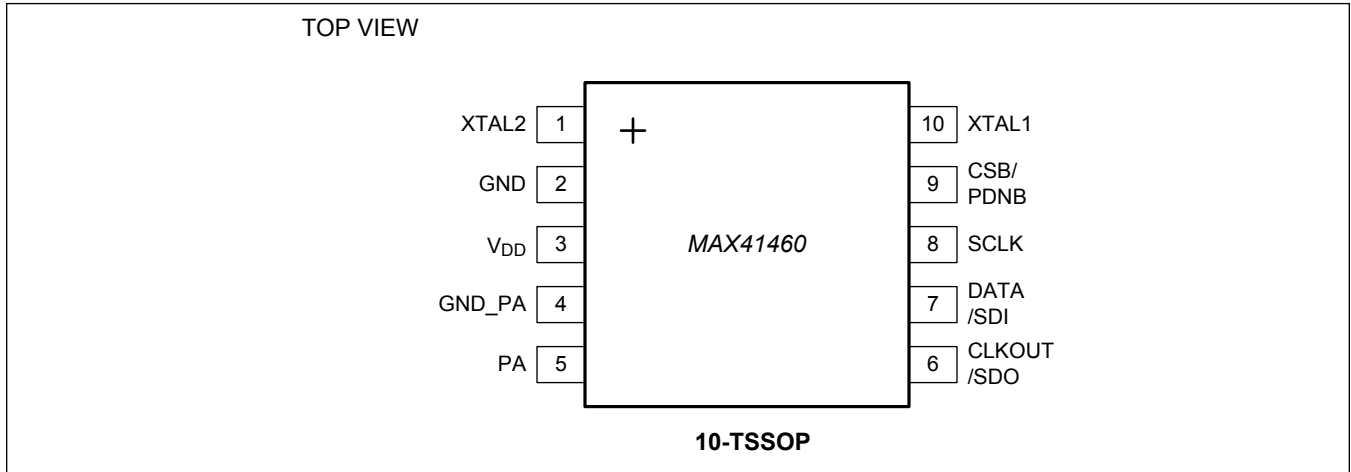 TOP VIEW
XTAL2 1
GND 2
VDD 3
GND_PA 4
PA 5
+
MAX41460
10 XTAL1
9 CSB/
PDNB
8 SCLK
7 DATA
/SDI
6 CLKOUT
/SDO
10-TSSOP